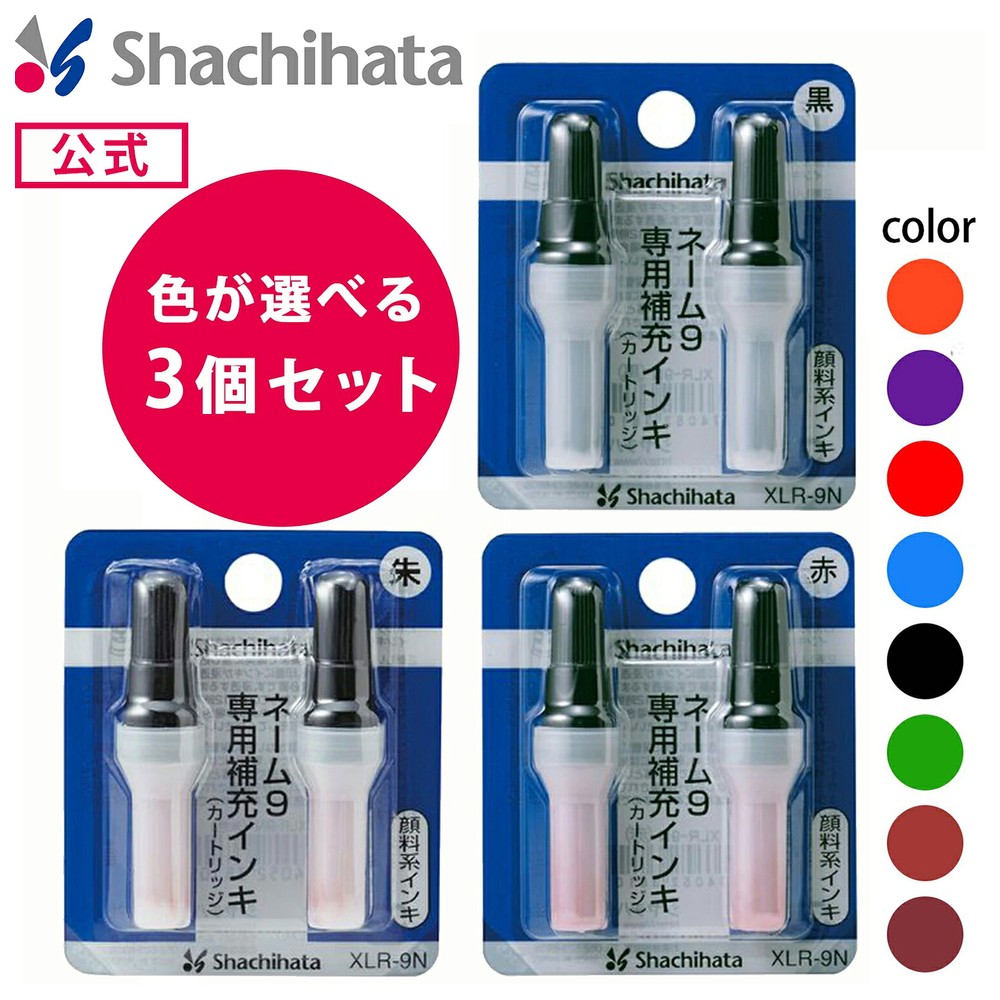 Shachihata
公式
色が選べる
3個セット
黒
Shachihata
ネーム9
専用補充インキ
(カートリッジ)
顔料系インキ
Shachihata XLR-9N
color
朱
Shachihata
ネーム9
専用補充インキ
(カートリッジ)
顔料系インキ
Shachihata XLR-9N
赤
Shachihata
ネーム9
専用補充インキ
(カートリッジ)
顔料系インキ
Shachihata XLR-9N